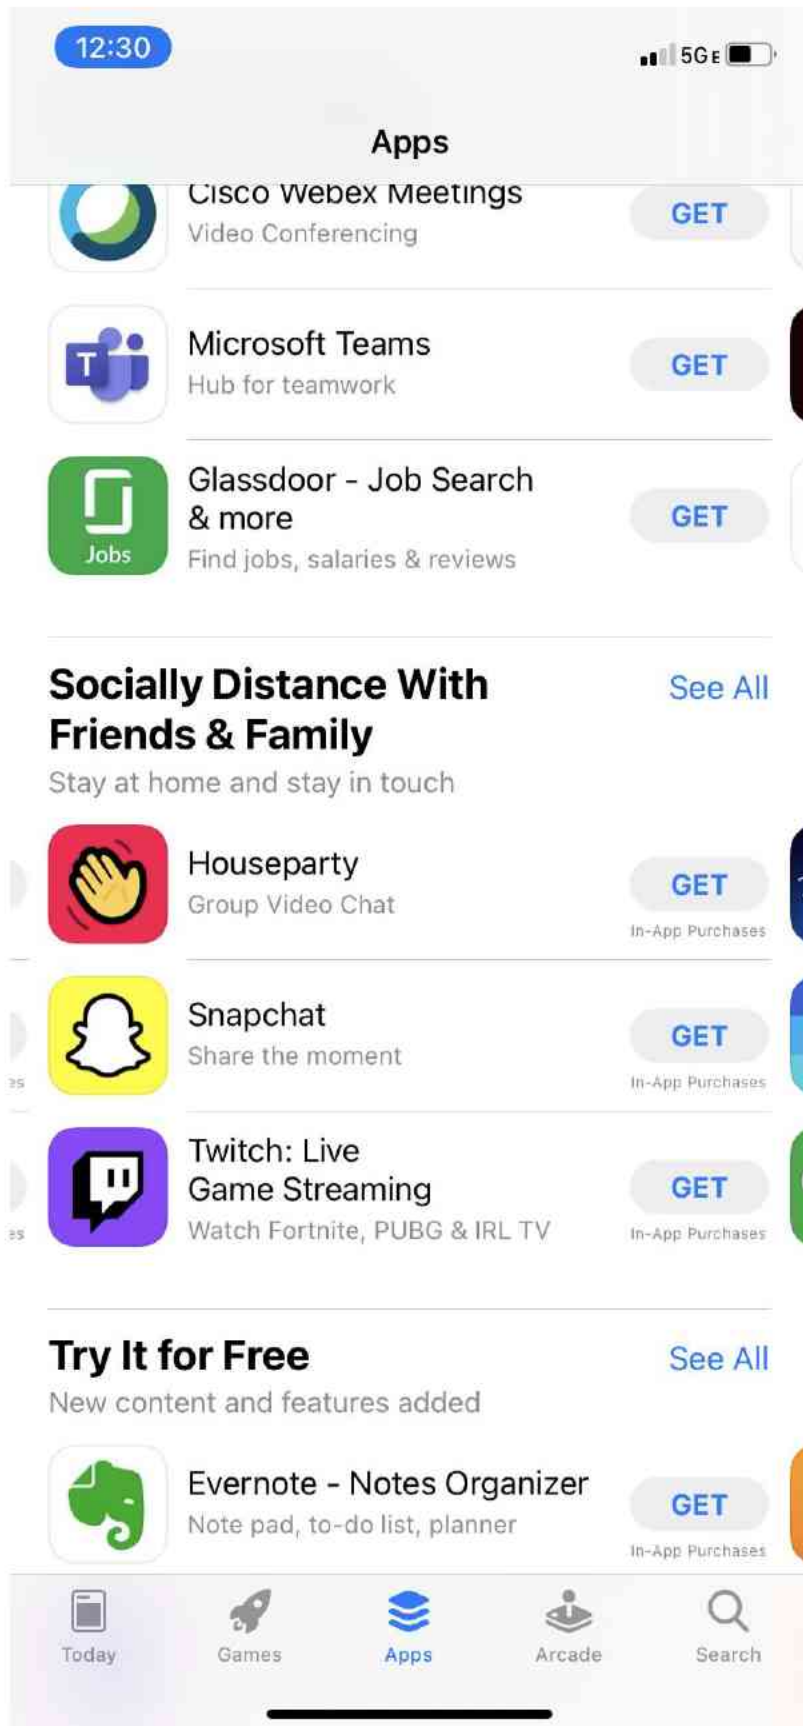 12:30
5GE
Apps
Cisco Webex Meetings
Video Conferencing
GET
T
Microsoft Teams
Hub for teamwork
GET
Jobs
Glassdoor - Job Search
& more
Find jobs, salaries & reviews
GET
Socially Distance With
Friends & Family
See All
Stay at home and stay in touch
Houseparty
Group Video Chat
GET
In-App Purchases
Snapchat
Share the moment
GET
In-App Purchases
es
Twitch: Live
Game Streaming
Watch Fortnite, PUBG & IRL TV
GET
In-App Purchases
es
Try It for Free
See All
New content and features added
Evernote - Notes Organizer
Note pad, to-do list, planner
GET
In-App Purchases
Today
Games
Apps
Arcade
Search